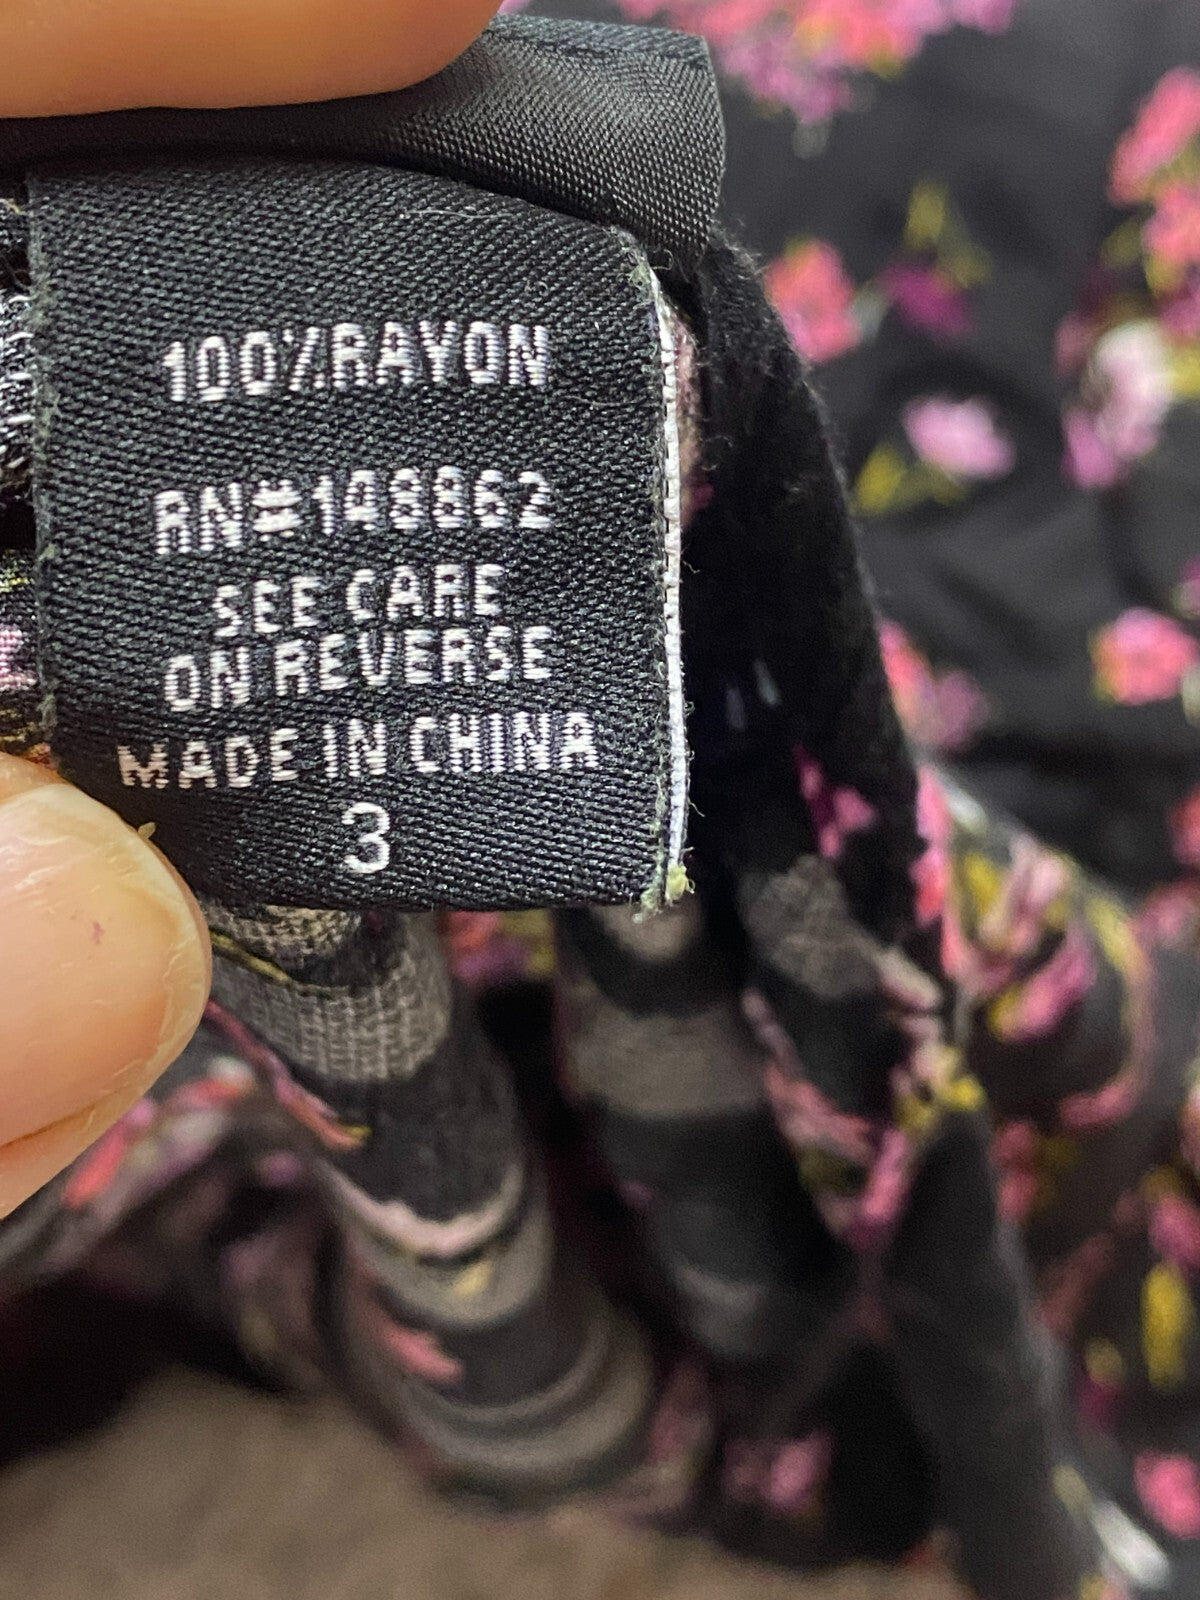 100%RAYON
RN#148862
SEE CARE
ON REVERSE
MADE IN CHINA
3